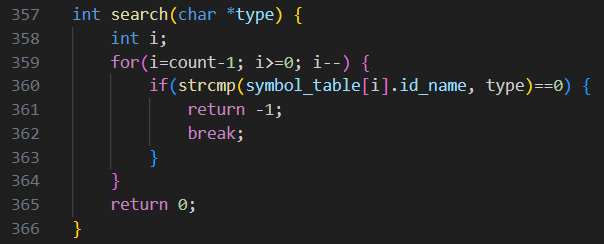 357 int search(char *type) {
358     int i;
359     for(i=count-1; i>=0; i--) {
360         if(strcmp(symbol_table[i].id_name, type)==0) {
361             return -1;
362             break;
363         }
364     }
365     return 0;
366 }